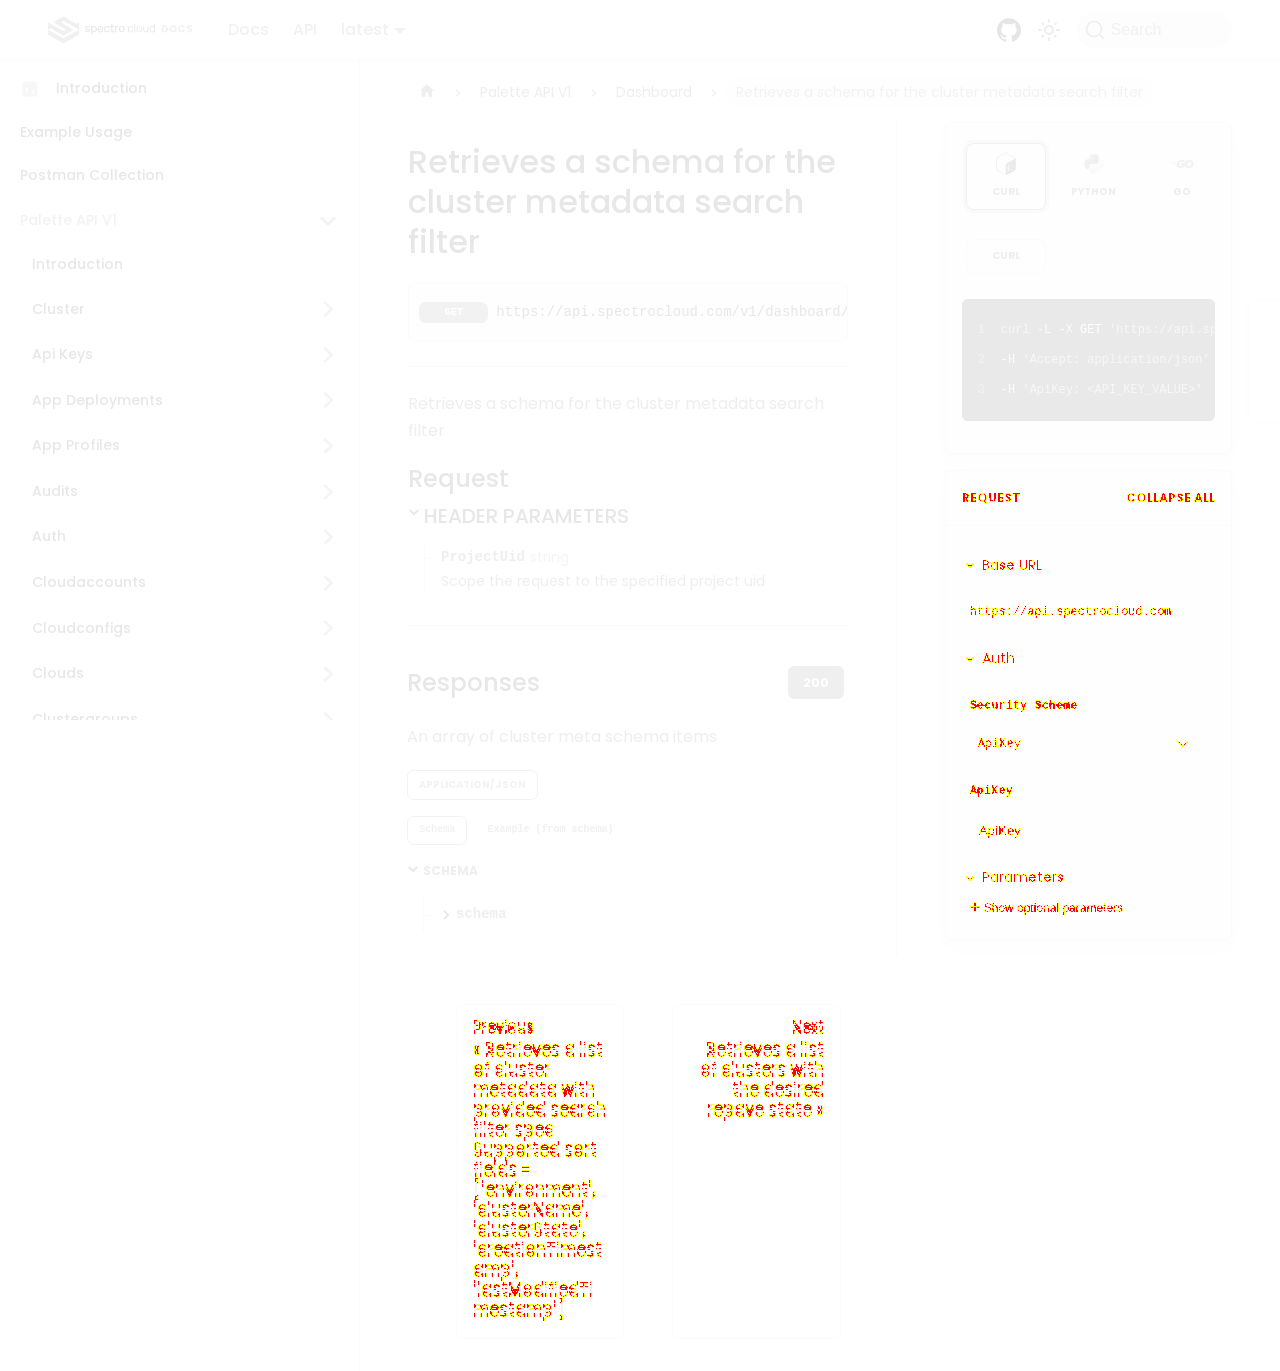 spectro cloud DOCS
Docs
API
latest
Search
Introduction
Example Usage
Postman Collection
Palette API V1
Introduction
Cluster
Api Keys
App Deployments
App Profiles
Audits
Auth
Cloudaccounts
Cloudconfigs
Clouds
Clustergroups
Palette API V1
Dashboard
Retrieves a schema for the cluster metadata search filter
Retrieves a schema for the
cluster metadata search
filter
GET https://api.spectrocloud.com/v1/dashboard/
Retrieves a schema for the cluster metadata search
filter
Request
HEADER PARAMETERS
ProjectUid string
Scope the request to the specified project uid
Responses
200
An array of cluster meta schema items
APPLICATION/JSON
Schema Example (from schema)
SCHEMA
schema
CURL PYTHON GO
CURL
1 curl -L -X GET 'https://api.sp
2 -H 'Accept: application/json'
3 -H 'ApiKey: <API_KEY_VALUE>'
REQUEST COLLAPSE ALL
Base URL
https://api.spectrocloud.com
Auth
Security Scheme
ApiKey
ApiKey
ApiKey
Parameters
Show optional parameters
Previous
« Retrieves a list
of cluster
metadata with
provided search
filter spec
Supported sort
fields =
["environment",
"clusterName",
"clusterState",
"creationTimest
amp",
"lastModifiedTi
mestamp"]
Next
Retrieves a list
of clusters with
the desired
repave state »